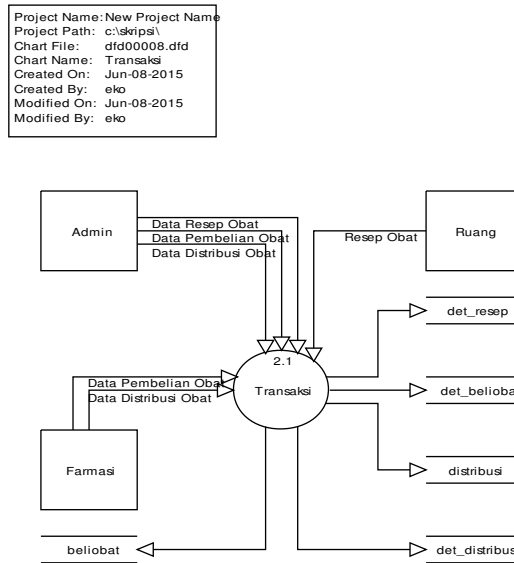 Project Name: New Project Name
Project Path: c:\skripsi\
Chart File: dfd00008.dfd
Chart Name: Transaksi
Created On: Jun-08-2015
Created By: eko
Modified On: Jun-08-2015
Modified By: eko
Admin
Data Resep Obat
Data Pembelian Obat
Data Distribusi Obat
Resep Obat
Ruang
det_resep
2.1
Transaksi
Data Pembelian Obat
Data Distribusi Obat
det_beliobat
Farmasi
distribusi
beliobat
det_distribus